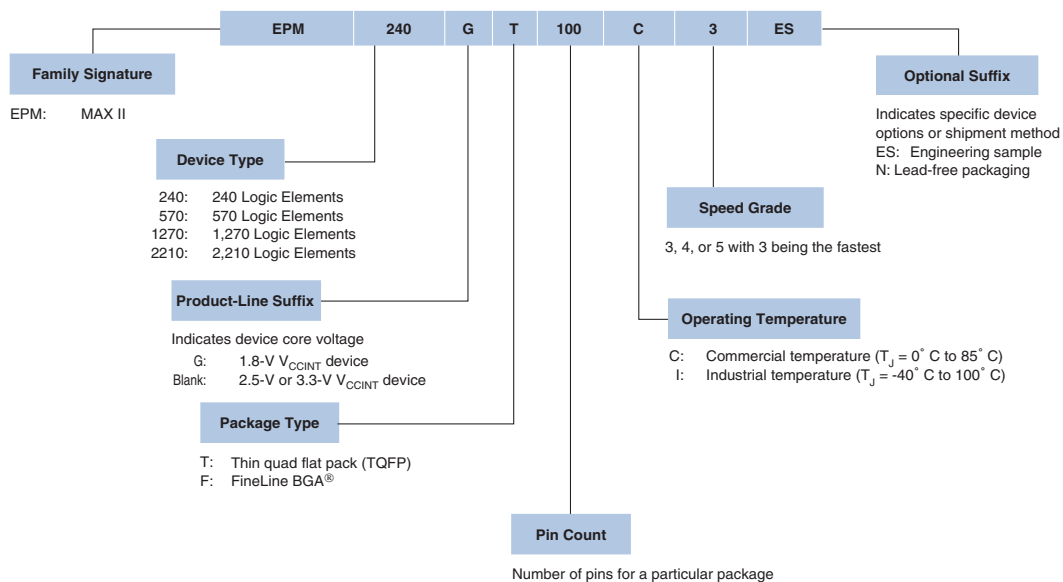 EPM 240 G T 100 C 3 ES
Family Signature
EPM: MAX II
Optional Suffix
Indicates specific device
options or shipment method
ES: Engineering sample
N: Lead-free packaging
Device Type
240: 240 Logic Elements
570: 570 Logic Elements
1270: 1,270 Logic Elements
2210: 2,210 Logic Elements
Speed Grade
3, 4, or 5 with 3 being the fastest
Product-Line Suffix
Indicates device core voltage
G: 1.8-V VCCINT device
Blank: 2.5-V or 3.3-V VCCINT device
Operating Temperature
C: Commercial temperature (TJ = 0° C to 85° C)
I: Industrial temperature (TJ = -40° C to 100° C)
Package Type
T: Thin quad flat pack (TQFP)
F: FineLine BGA®
Pin Count
Number of pins for a particular package